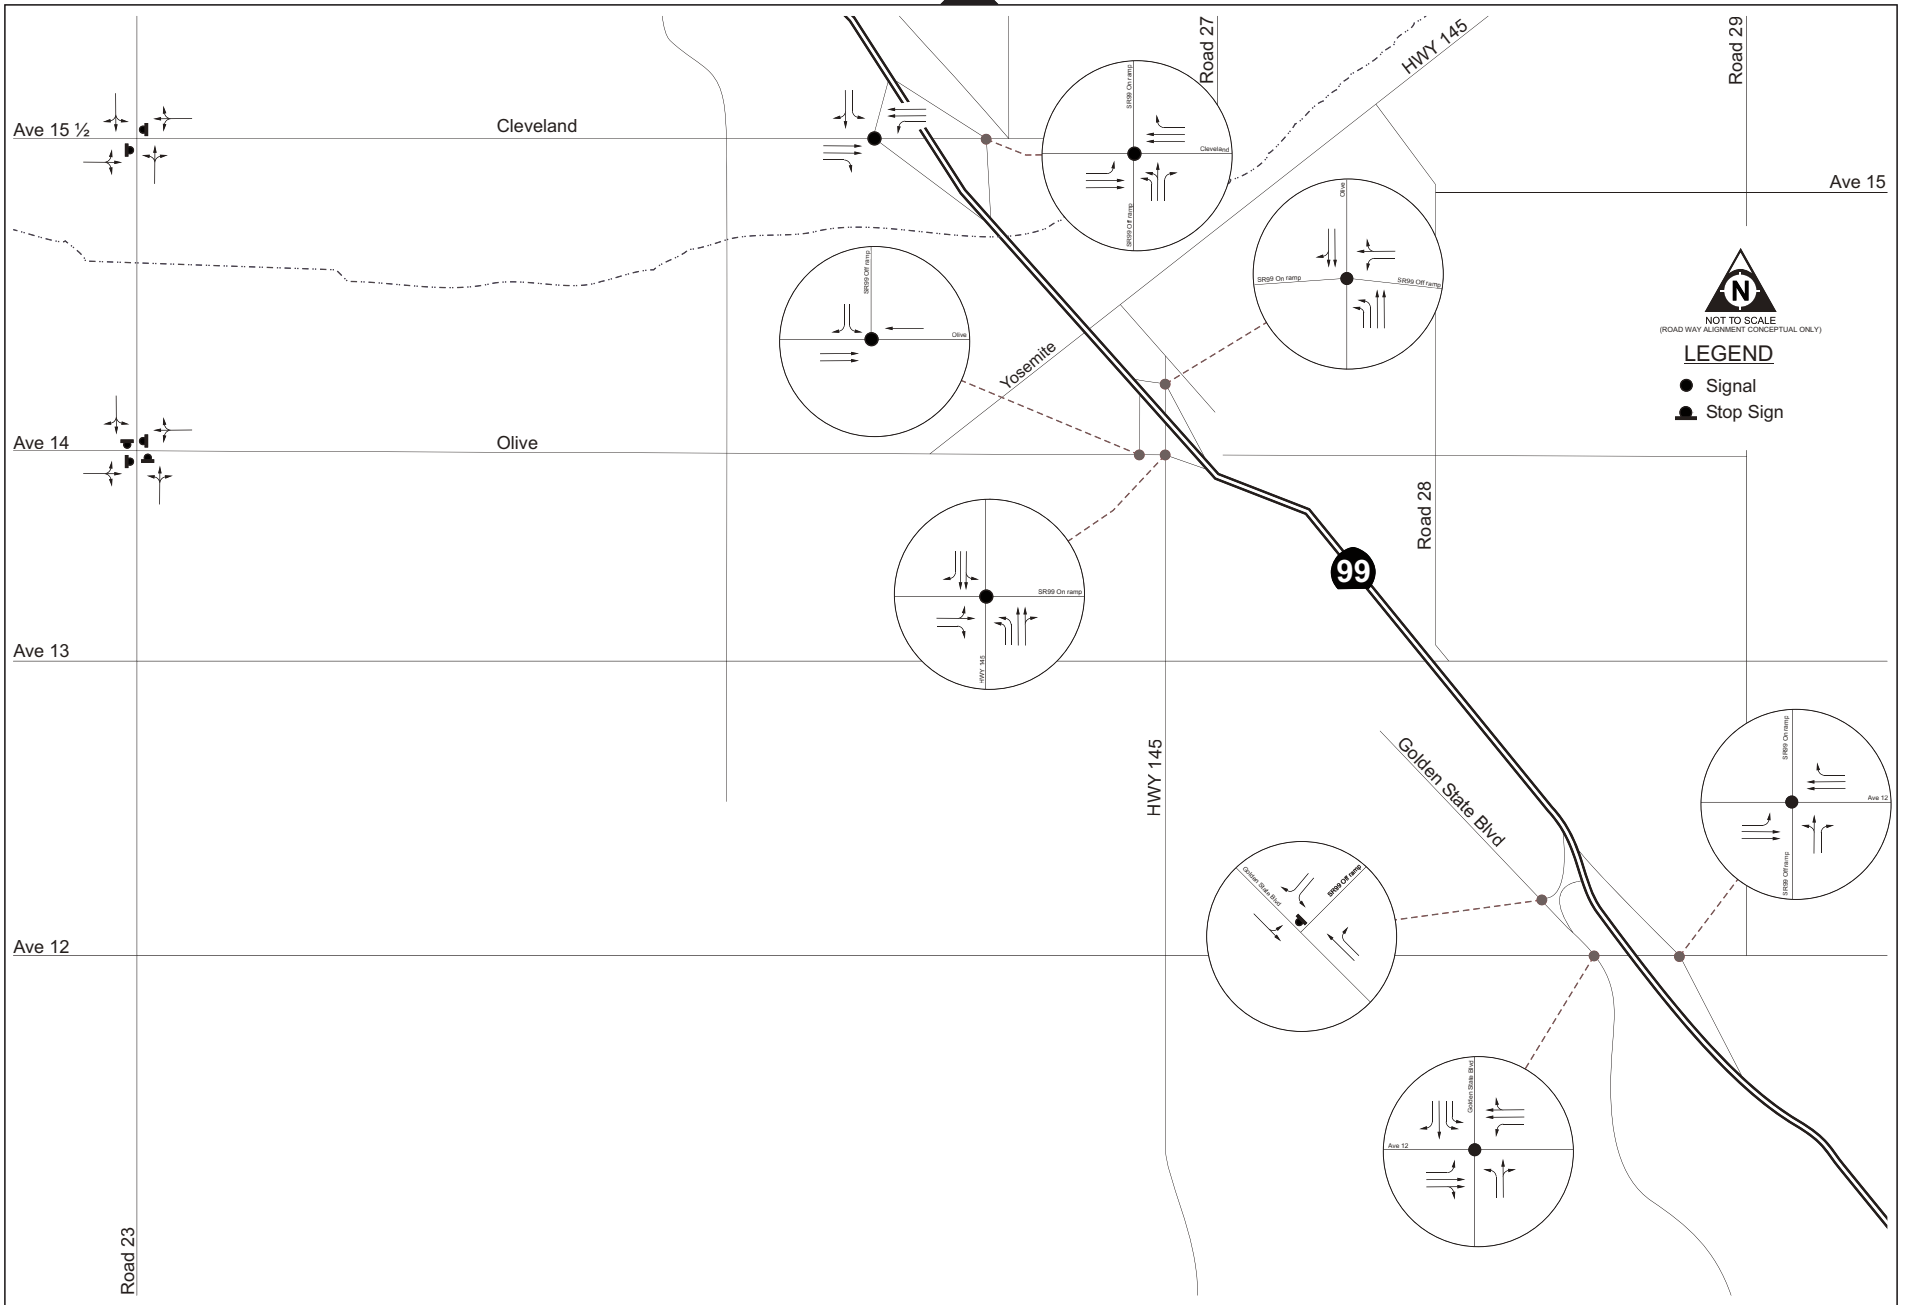 Road 27
HWY 145
Road 29
Ave 15 ½
Cleveland
SR99 On ramp
Cleveland
SR99 Off ramp
Ave 15
Olive
SR99 On ramp
SR99 Off ramp
SR99 Off ramp
Olive
N
NOT TO SCALE
(ROAD WAY ALIGNMENT CONCEPTUAL ONLY)
LEGEND
Signal
Stop Sign
Yosemite
Ave 14
Olive
Road 28
99
SR99 On ramp
HWY 145
Ave 13
HWY 145
Golden State Blvd
SR99 On ramp
Ave 12
SR99 Off ramp
Golden State Blvd
SR99 Off ramp
Ave 12
Golden State Blvd
Ave 12
Road 23